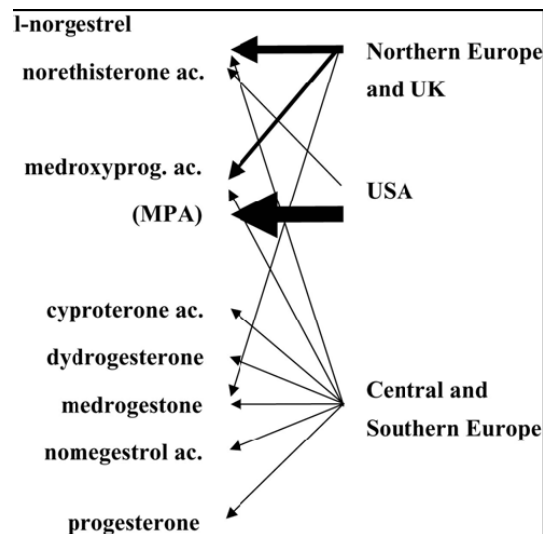 l-norgestrel
norethisterone ac.
medroxyprog. ac.
(MPA)
cyproterone ac.
dydrogesterone
medrogestone
nomegestrol ac.
progesterone
Northern Europe
and UK
USA
Central and
Southern Europe